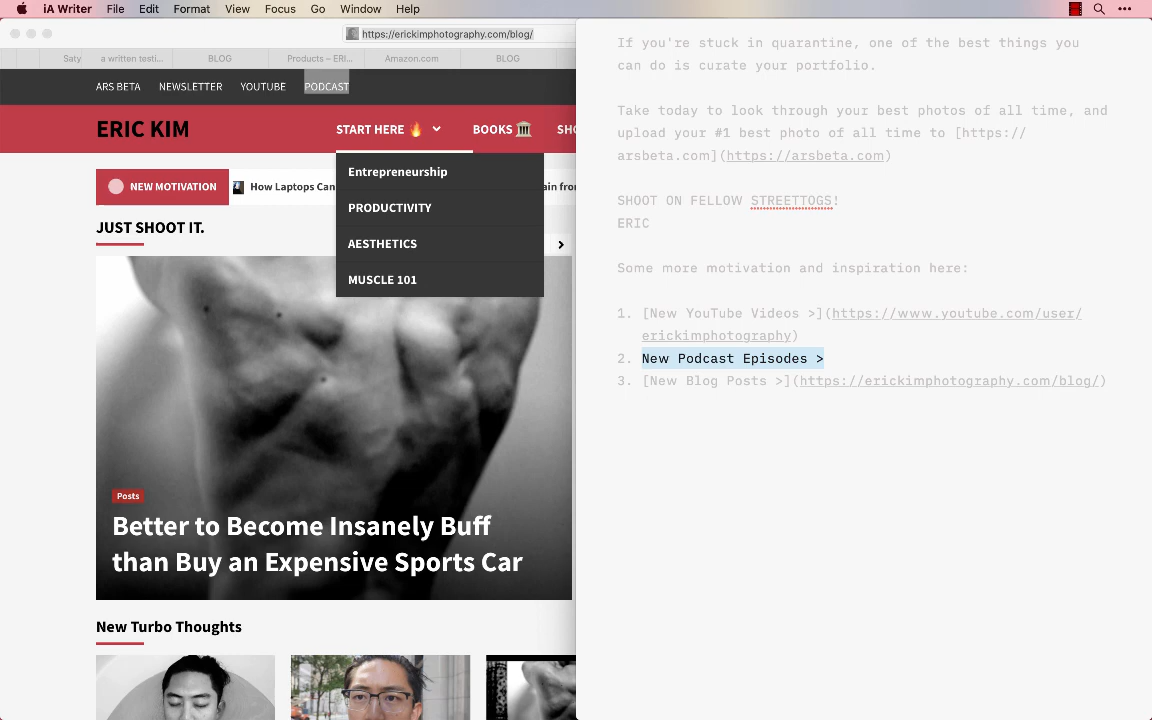 iA Writer File Edit Format View Focus Go Window Help
https://erickimphotography.com/blog/
Saty a written testi... BLOG Products – ERI... Amazon.com BLOG
ARS BETA NEWSLETTER YOUTUBE PODCAST
ERIC KIM START HERE 🔥 BOOKS 🏛 SHO
Entrepreneurship
PRODUCTIVITY
AESTHETICS
MUSCLE 101
NEW MOTIVATION How Laptops Can ain fro
JUST SHOOT IT.
Posts
Better to Become Insanely Buff
than Buy an Expensive Sports Car
New Turbo Thoughts
If you're stuck in quarantine, one of the best things you
can do is curate your portfolio.
Take today to look through your best photos of all time, and
upload your #1 best photo of all time to [https://
arsbeta.com](https://arsbeta.com)
SHOOT ON FELLOW STREETTOGS!
ERIC
Some more motivation and inspiration here:
1. [New YouTube Videos >](https://www.youtube.com/user/
erickimphotography)
2. New Podcast Episodes >
3. [New Blog Posts >](https://erickimphotography.com/blog/)